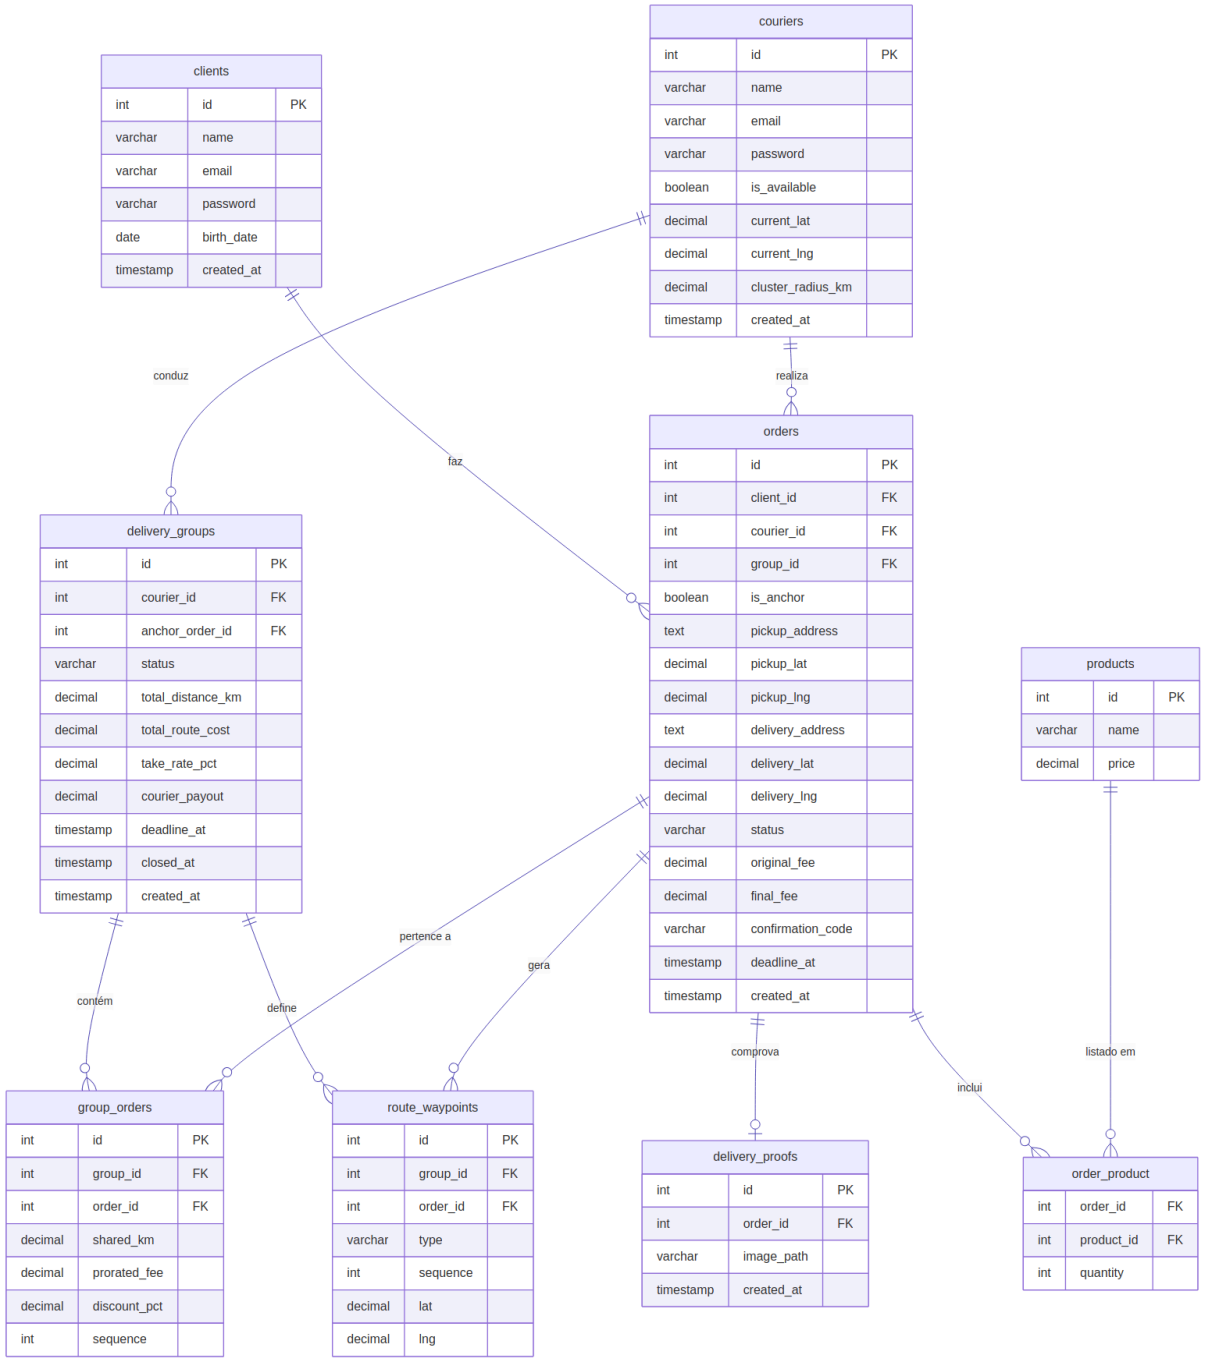 couriers
int id PK
varchar name
varchar email
varchar password
boolean is_available
decimal current_lat
decimal current_lng
decimal cluster_radius_km
timestamp created_at
clients
int id PK
varchar name
varchar email
varchar password
date birth_date
timestamp created_at
conduz
realiza
faz
orders
int id PK
int client_id FK
int courier_id FK
int group_id FK
boolean is_anchor
text pickup_address
decimal pickup_lat
decimal pickup_lng
text delivery_address
decimal delivery_lat
decimal delivery_lng
varchar status
decimal original_fee
decimal final_fee
varchar confirmation_code
timestamp deadline_at
timestamp created_at
delivery_groups
int id PK
int courier_id FK
int anchor_order_id FK
varchar status
decimal total_distance_km
decimal total_route_cost
decimal take_rate_pct
decimal courier_payout
timestamp deadline_at
timestamp closed_at
timestamp created_at
products
int id PK
varchar name
decimal price
pertence a
gera
contém
define
comprova
listado em
inclui
group_orders
int id PK
int group_id FK
int order_id FK
decimal shared_km
decimal prorated_fee
decimal discount_pct
int sequence
route_waypoints
int id PK
int group_id FK
int order_id FK
varchar type
int sequence
decimal lat
decimal lng
delivery_proofs
int id PK
int order_id FK
varchar image_path
timestamp created_at
order_product
int order_id FK
int product_id FK
int quantity